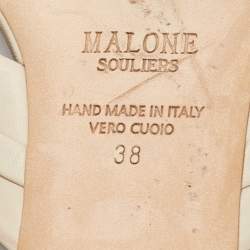 MALONE
SOULIERS
HAND MADE IN ITALY
VERO CUOIO
38